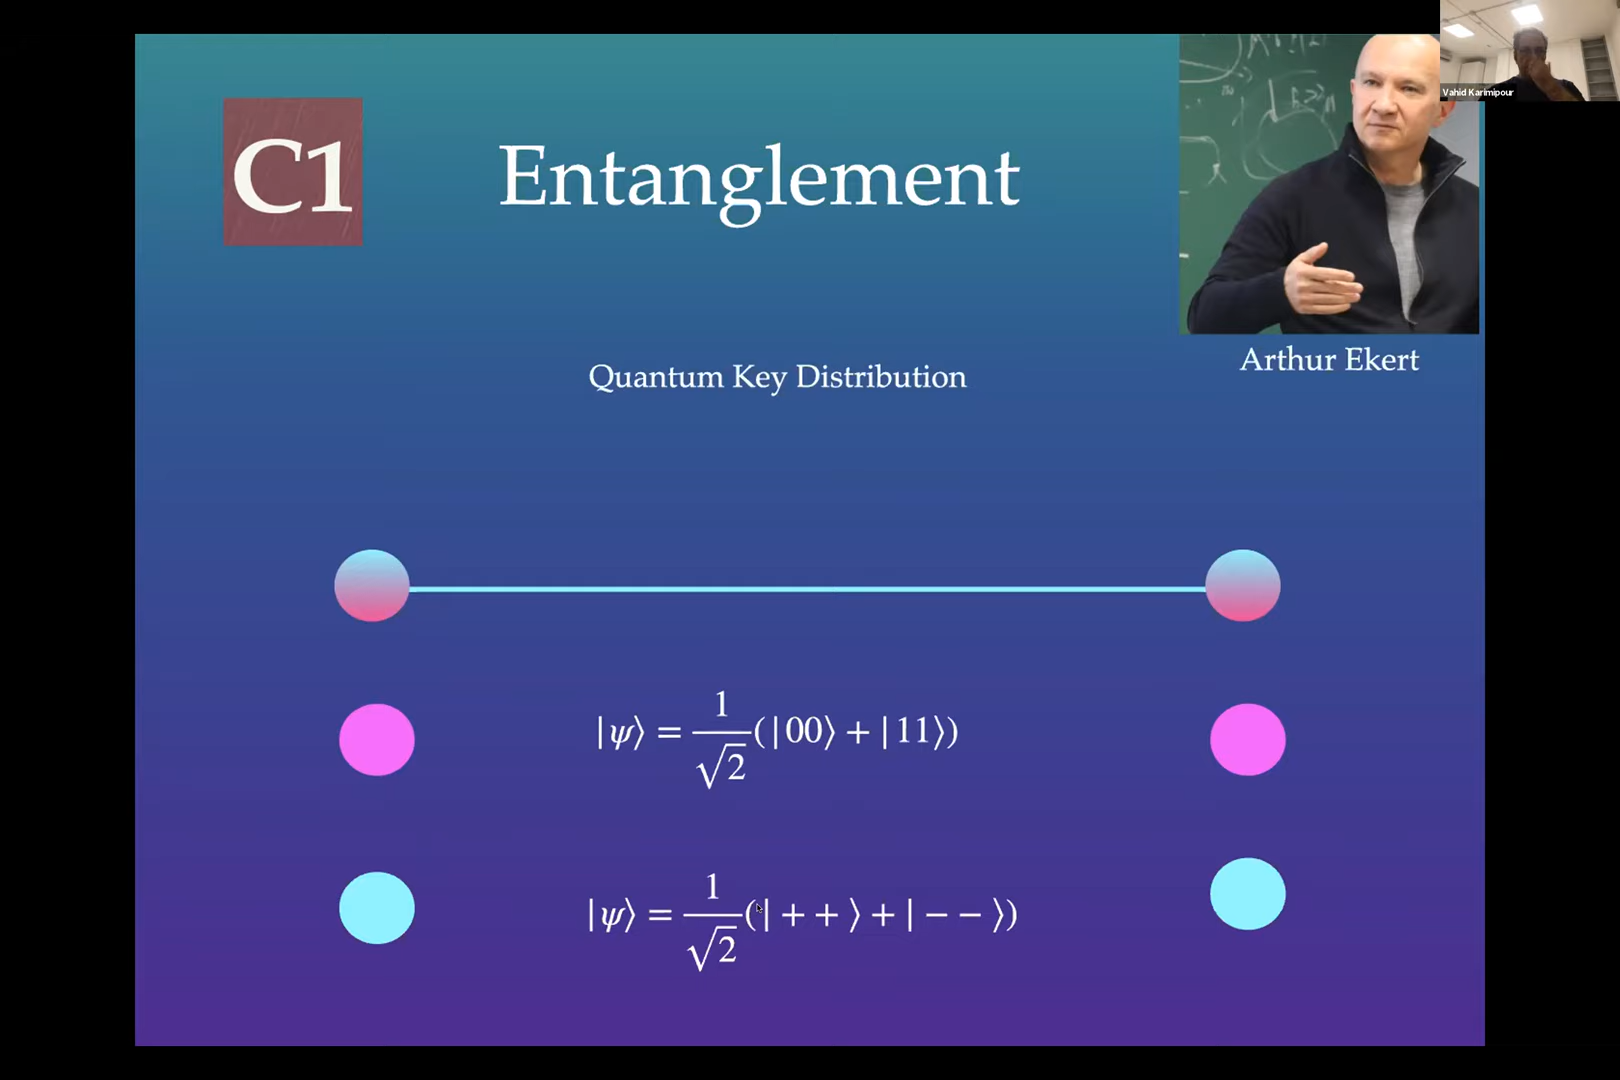 Vahid Karimipour
C1
Entanglement
Arthur Ekert
Quantum Key Distribution
|ψ⟩ = 1/√2 (|00⟩ + |11⟩)
|ψ⟩ = 1/√2 (| + + ⟩ + | − − ⟩)